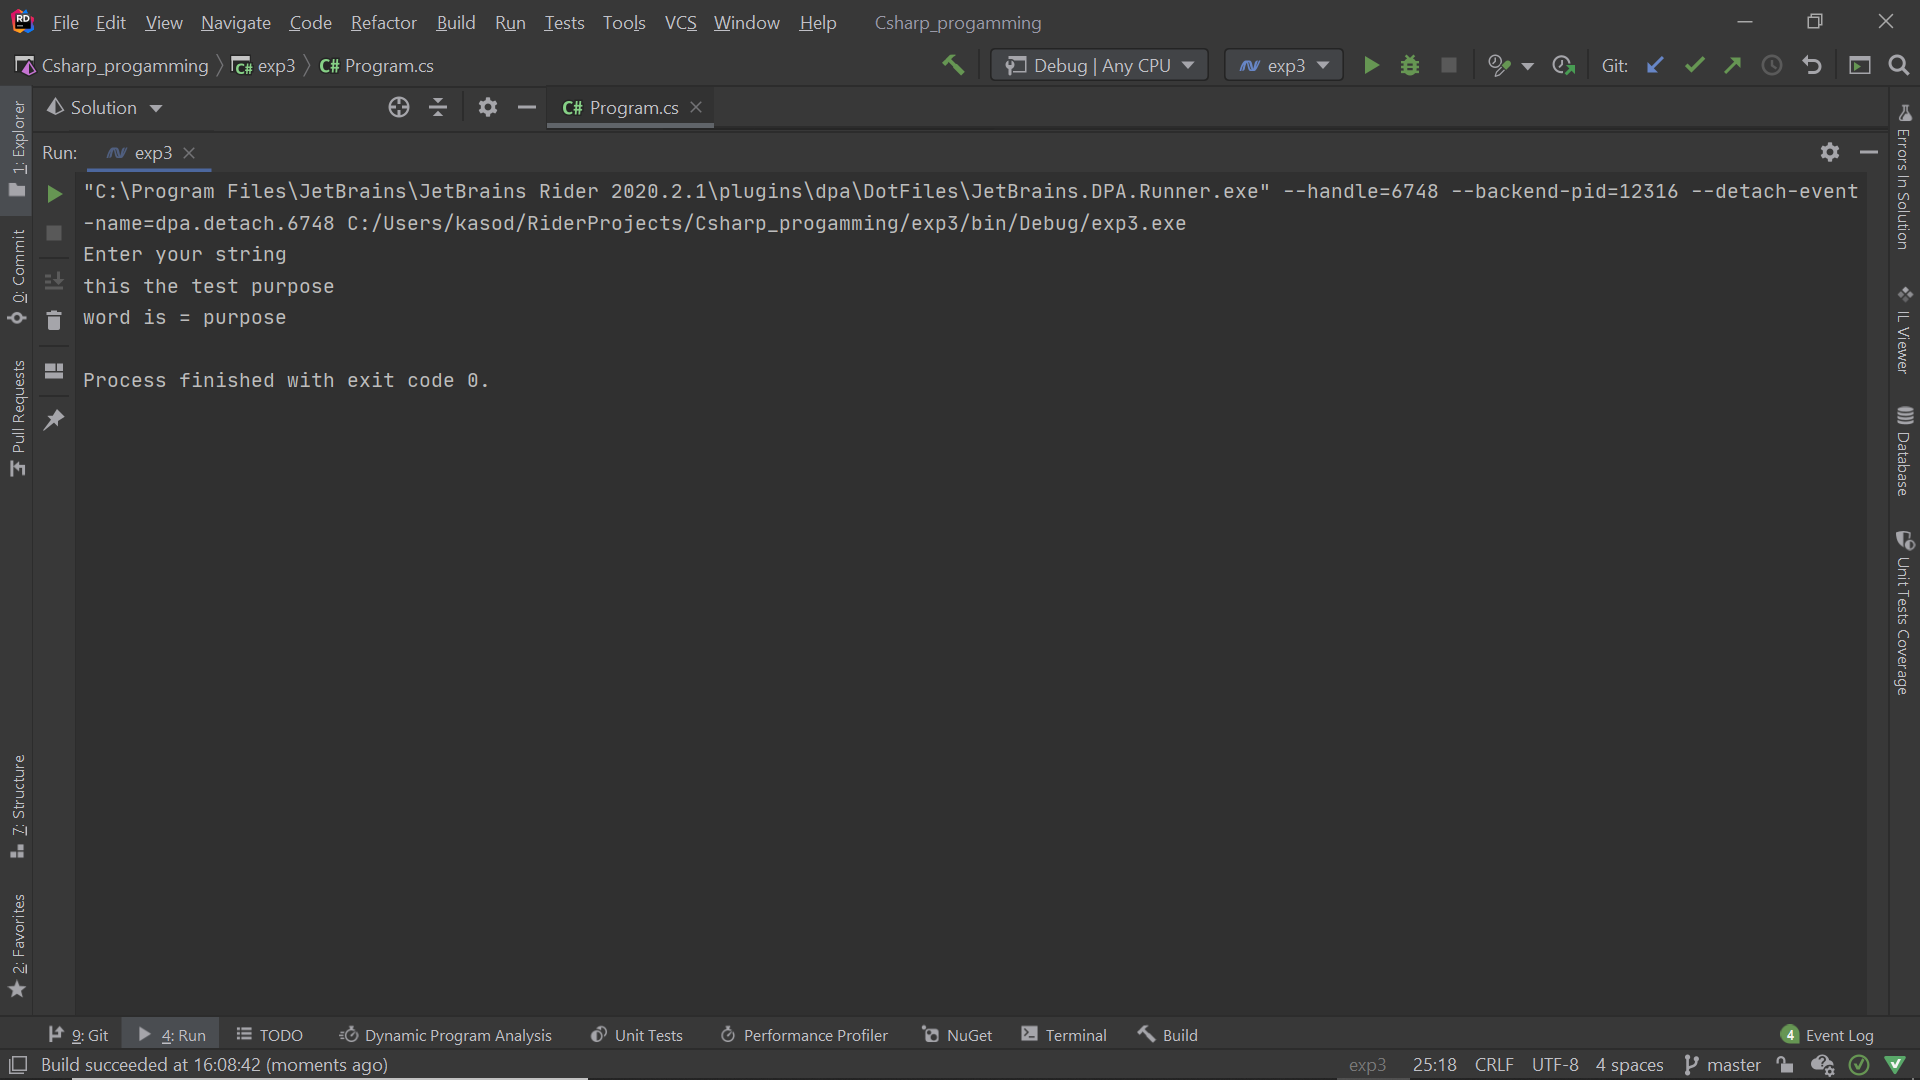 File Edit View Navigate Code Refactor Build Run Tests Tools VCS Window Help Csharp_progamming
Csharp_progamming exp3 C# Program.cs Debug | Any CPU exp3 Git:
Solution C# Program.cs
Run: exp3
"C:\Program Files\JetBrains\JetBrains Rider 2020.2.1\plugins\dpa\DotFiles\JetBrains.DPA.Runner.exe" --handle=6748 --backend-pid=12316 --detach-event
-name=dpa.detach.6748 C:/Users/kasod/RiderProjects/Csharp_progamming/exp3/bin/Debug/exp3.exe
Enter your string
this the test purpose
word is = purpose
Process finished with exit code 0.
1: Explorer
0: Commit
Pull Requests
7: Structure
2: Favorites
Errors In Solution
IL Viewer
Database
Unit Tests Coverage
9: Git 4: Run TODO Dynamic Program Analysis Unit Tests Performance Profiler NuGet Terminal Build 4 Event Log
Build succeeded at 16:08:42 (moments ago) exp3 25:18 CRLF UTF-8 4 spaces master